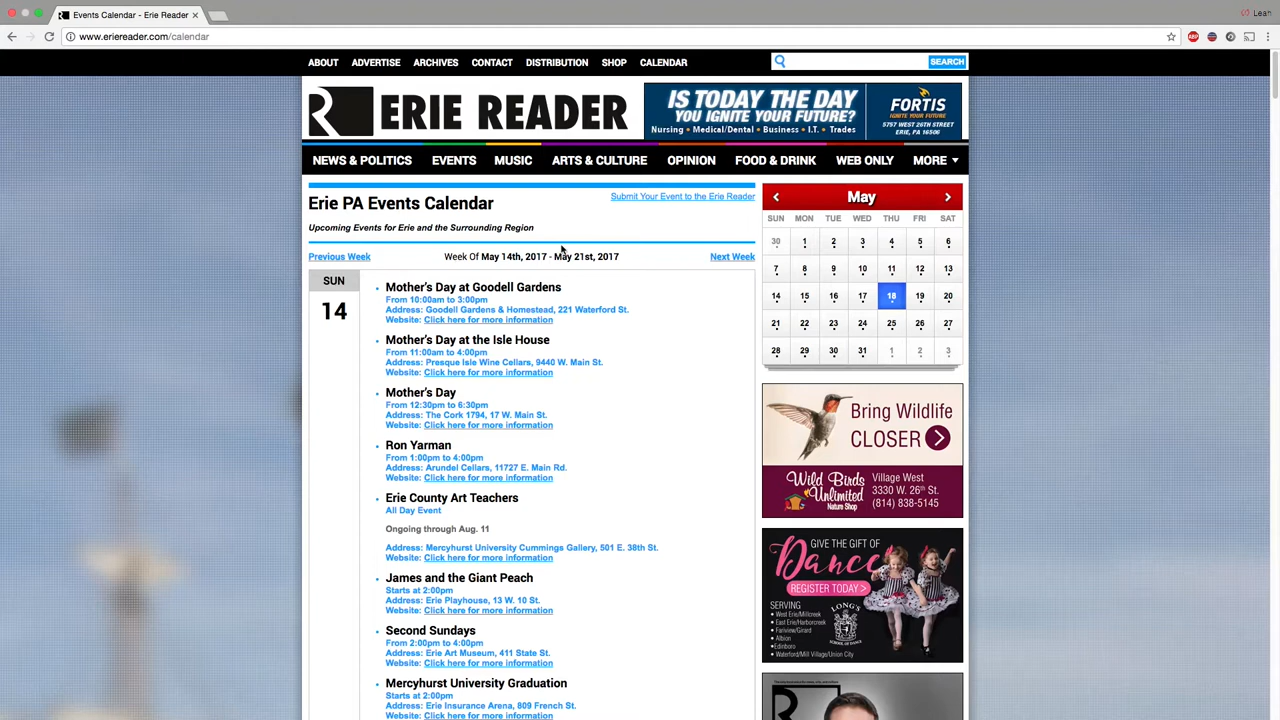 Events Calendar - Erie Reader
Leah
www.eriereader.com/calendar
ABOUT ADVERTISE ARCHIVES CONTACT DISTRIBUTION SHOP CALENDAR
SEARCH
R ERIE READER
IS TODAY THE DAY
YOU IGNITE YOUR FUTURE?
Nursing • Medical/Dental • Business • I.T. • Trades
FORTIS
IGNITE YOUR FUTURE
5757 WEST 26TH STREET
ERIE, PA 16506
NEWS & POLITICS EVENTS MUSIC ARTS & CULTURE OPINION FOOD & DRINK WEB ONLY MORE
Erie PA Events Calendar
Submit Your Event to the Erie Reader
Upcoming Events for Erie and the Surrounding Region
Previous Week Week Of May 14th, 2017 - May 21st, 2017 Next Week
SUN
14
Mother's Day at Goodell Gardens
From 10:00am to 3:00pm
Address: Goodell Gardens & Homestead, 221 Waterford St.
Website: Click here for more information
Mother's Day at the Isle House
From 11:00am to 4:00pm
Address: Presque Isle Wine Cellars, 9440 W. Main St.
Website: Click here for more information
Mother's Day
From 12:30pm to 6:30pm
Address: The Cork 1794, 17 W. Main St.
Website: Click here for more information
Ron Yarman
From 1:00pm to 4:00pm
Address: Arundel Cellars, 11727 E. Main Rd.
Website: Click here for more information
Erie County Art Teachers
All Day Event
Ongoing through Aug. 11
Address: Mercyhurst University Cummings Gallery, 501 E. 38th St.
Website: Click here for more information
James and the Giant Peach
Starts at 2:00pm
Address: Erie Playhouse, 13 W. 10 St.
Website: Click here for more information
Second Sundays
From 2:00pm to 4:00pm
Address: Erie Art Museum, 411 State St.
Website: Click here for more information
Mercyhurst University Graduation
Starts at 2:00pm
Address: Erie Insurance Arena, 809 French St.
Website: Click here for more information
May
SUN MON TUE WED THU FRI SAT
30 1 2 3 4 5 6
7 8 9 10 11 12 13
14 15 16 17 18 19 20
21 22 23 24 25 26 27
28 29 30 31 1 2 3
Bring Wildlife
CLOSER
Wild Birds
Unlimited
Nature Shop
Village West
3330 W. 26th St.
(814) 838-5145
GIVE THE GIFT OF
Dance
REGISTER TODAY >
SERVING
• West Erie/Millcreek
• East Erie/Harborcreek
• Fairview/Girard
• Albion
• Edinboro
• Waterford/Mill Village/Union City
LONG'S
SCHOOL OF DANCE